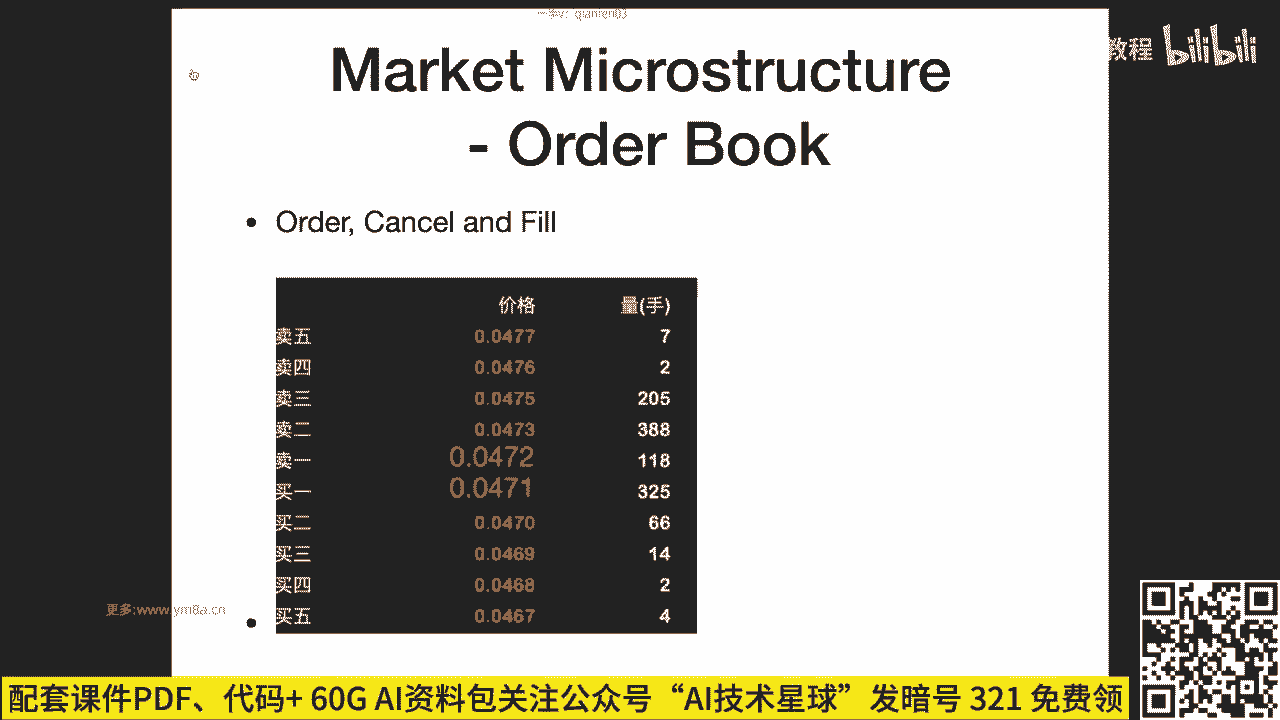 教程 bilibili
Market Microstructure
- Order Book
• Order, Cancel and Fill
价格 量(手)
卖五 0.0477 7
卖四 0.0476 2
卖三 0.0475 205
卖二 0.0473 388
卖一 0.0472 118
买一 0.0471 325
买二 0.0470 66
买三 0.0469 14
买四 0.0468 2
买五 0.0467 4
更多:www.ym8a.cn
配套课件PDF、代码+ 60G AI资料包关注公众号“AI技术星球” 发暗号 321 免费领